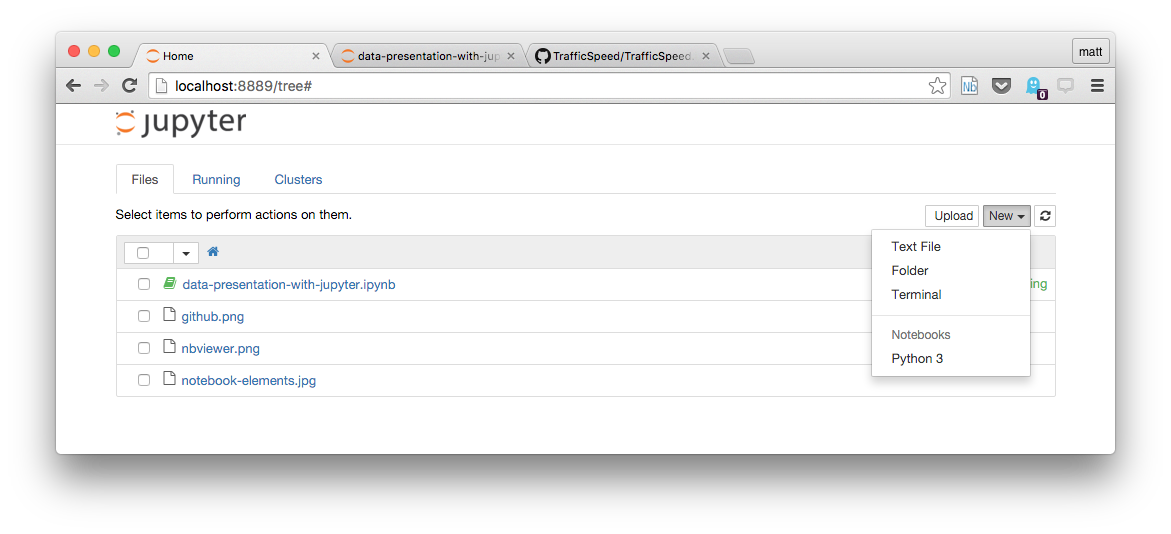 Home
data-presentation-with-jup
TrafficSpeed/TrafficSpeed.
matt
localhost:8889/tree#
Nb
0
jupyter
Files Running Clusters
Select items to perform actions on them.
Upload New
Text File
Folder
Terminal
Notebooks
Python 3
data-presentation-with-jupyter.ipynb
ing
github.png
nbviewer.png
notebook-elements.jpg